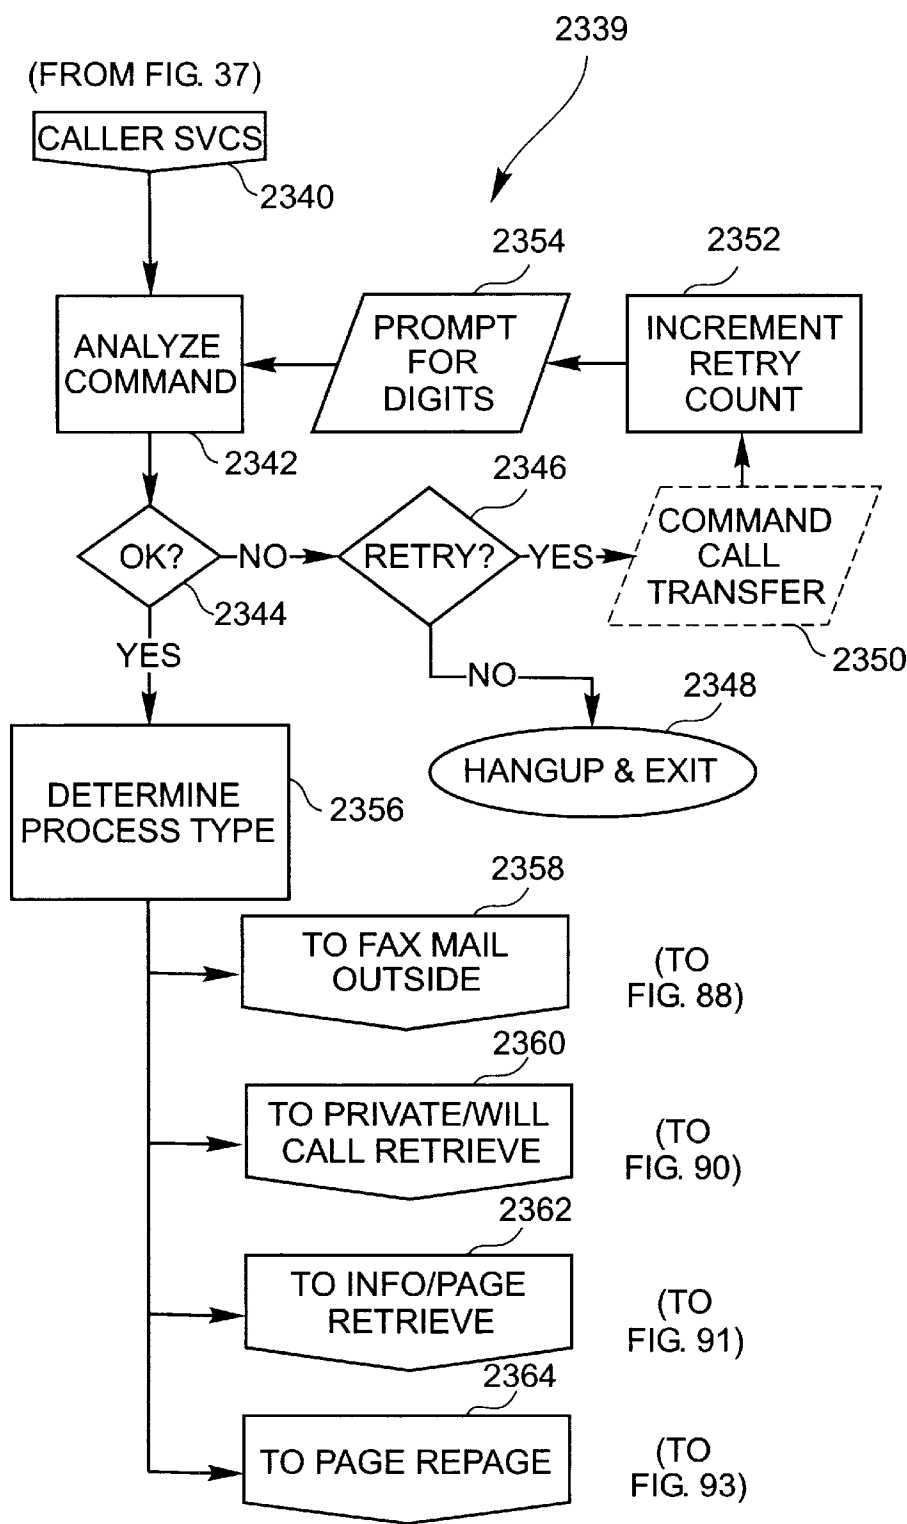 2339
(FROM FIG. 37)
CALLER SVCS
2340
2354
2352
PROMPT
FOR
DIGITS
INCREMENT
RETRY
COUNT
ANALYZE
COMMAND
2342
2346
COMMAND
CALL
TRANSFER
OK?
NO
RETRY?
YES
2344
2350
YES
NO
2348
HANGUP & EXIT
DETERMINE
PROCESS TYPE
2356
2358
TO FAX MAIL
OUTSIDE
(TO
FIG. 88)
2360
TO PRIVATE/WILL
CALL RETRIEVE
(TO
FIG. 90)
2362
TO INFO/PAGE
RETRIEVE
(TO
FIG. 91)
2364
TO PAGE REPAGE
(TO
FIG. 93)